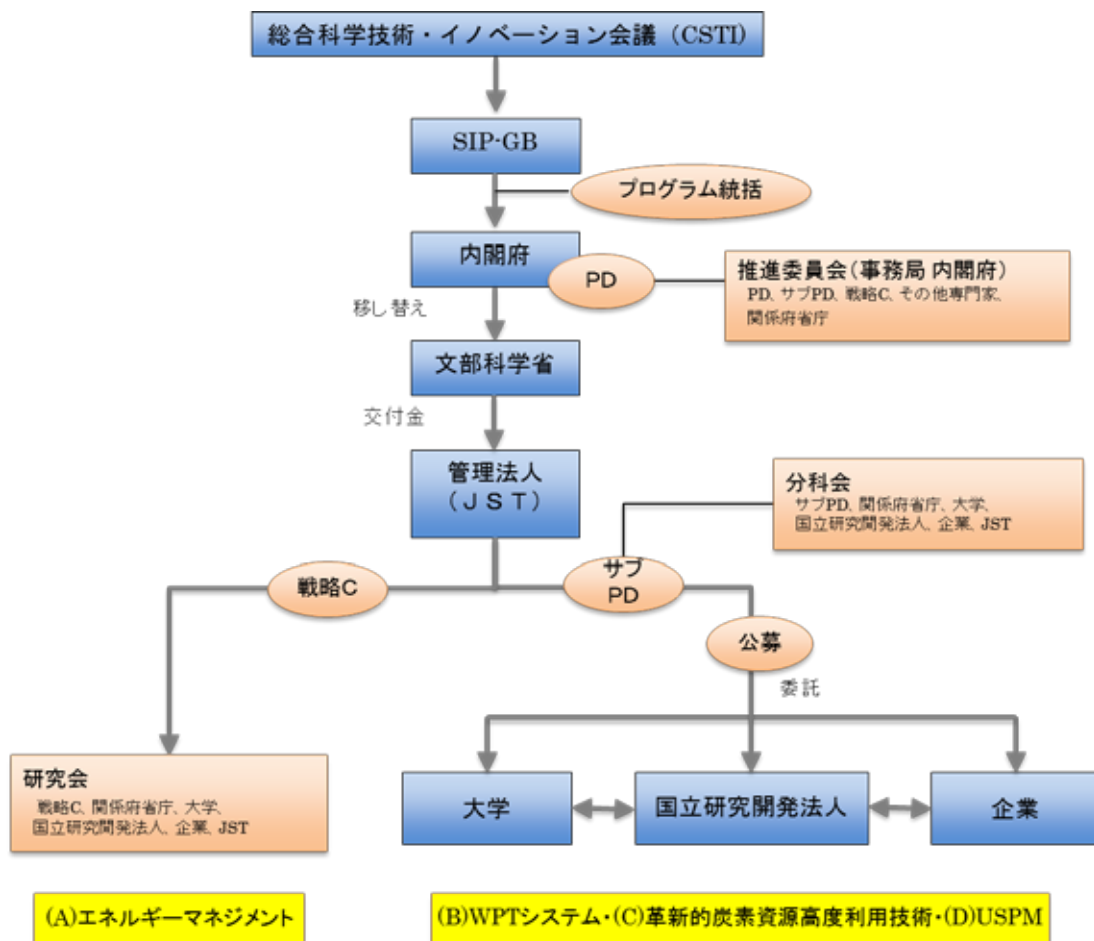 総合科学技術・イノベーション会議（CSTI）
SIP-GB
プログラム統括
内閣府
PD
推進委員会（事務局 内閣府）
PD、サブPD、戦略C、その他専門家、
関係府省庁
移し替え
文部科学省
交付金
管理法人
（ＪＳＴ）
分科会
サブPD、関係府省庁、大学、
国立研究開発法人、企業、JST
戦略C
サブ
PD
公募
委託
研究会
戦略C、関係府省庁、大学、
国立研究開発法人、企業、JST
大学
国立研究開発法人
企業
(A)エネルギーマネジメント
(B)WPTシステム・(C)革新的炭素資源高度利用技術・(D)USPM